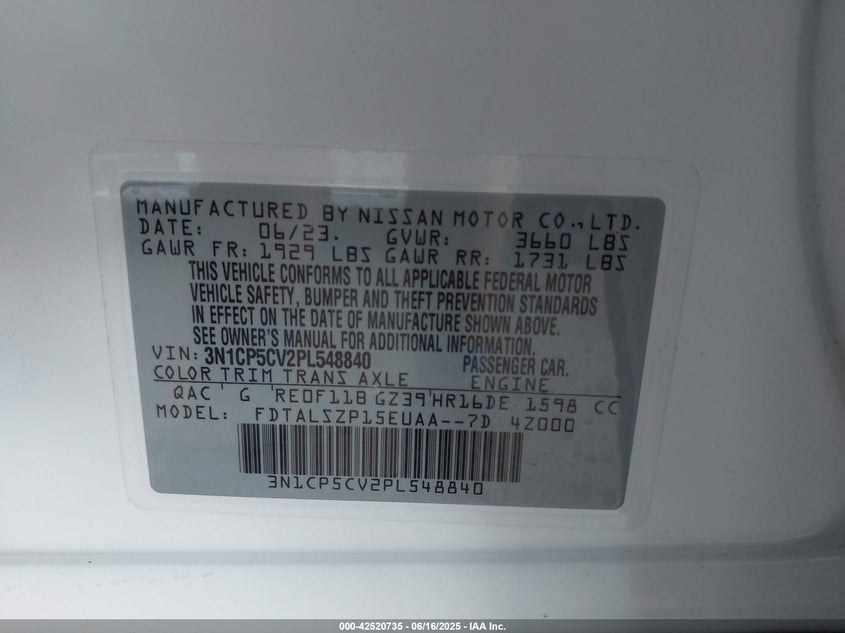 MANUFACTURED BY NISSAN MOTOR CO., LTD.
DATE: 06/23. GVWR: 3660 LBS
GAWR FR: 1929 LBS GAWR RR: 1731 LBS
THIS VEHICLE CONFORMS TO ALL APPLICABLE FEDERAL MOTOR
VEHICLE SAFETY, BUMPER AND THEFT PREVENTION STANDARDS
IN EFFECT ON THE DATE OF MANUFACTURE SHOWN ABOVE.
SEE OWNER'S MANUAL FOR ADDITIONAL INFORMATION.
VIN: 3N1CP5CV2PL548840 PASSENGER CAR.
COLOR TRIM TRANS AXLE ENGINE
QAC G RE0F11B GZ39 HR16DE 1598 CC
MODEL: FDTALSZP15EUAA--7D 4Z000
3N1CP5CV2PL548840
000-42520735 - 06/16/2025 - IAA Inc.